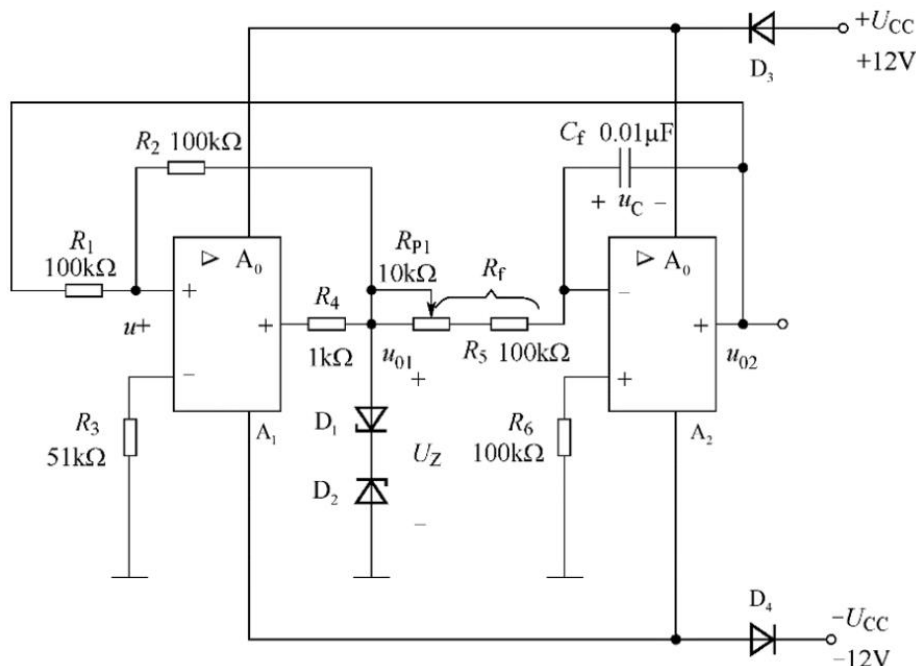 +U_CC
+12V
D₃
R₂ 100kΩ
C_f 0.01μF
+ u_C −
R₁
100kΩ
▷ A₀
R_P1
10kΩ
R_f
▷ A₀
+
−
R₄
+
+
u+
1kΩ
u₀₁
R₅ 100kΩ
u₀₂
−
+
+
R₃
51kΩ
A₁
D₁
U_Z
R₆
100kΩ
A₂
D₂
−
D₄
−U_CC
−12V